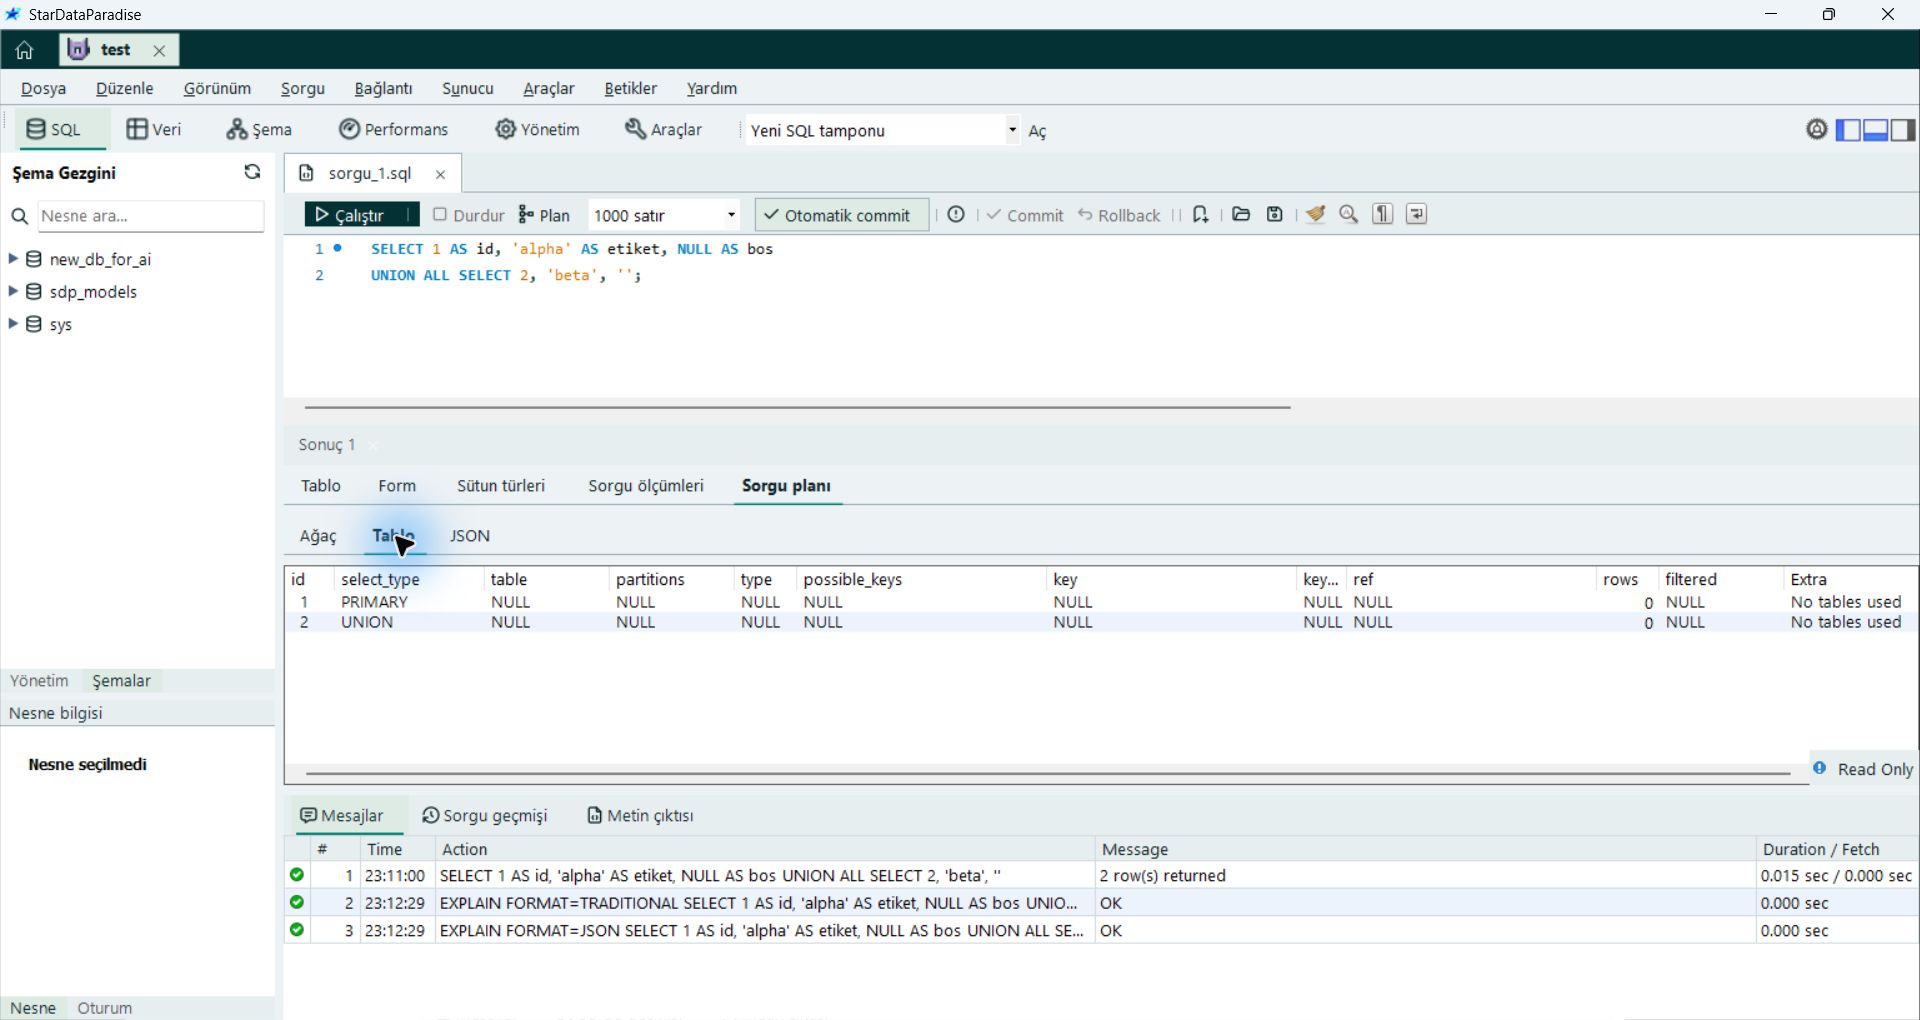 StarDataParadise
test
Dosya Düzenle Görünüm Sorgu Bağlantı Sunucu Araçlar Betikler Yardım
SQL Veri Şema Performans Yönetim Araçlar Yeni SQL tamponu Aç
Şema Gezgini
Nesne ara...
new_db_for_ai
sdp_models
sys
sorgu_1.sql
Çalıştır Durdur Plan 1000 satır Otomatik commit Commit Rollback
1 SELECT 1 AS id, 'alpha' AS etiket, NULL AS bos
2 UNION ALL SELECT 2, 'beta', '';
Sonuç 1
Tablo Form Sütun türleri Sorgu ölçümleri Sorgu planı
Ağaç Tablo JSON
id select_type table partitions type possible_keys key key... ref rows filtered Extra
1 PRIMARY NULL NULL NULL NULL NULL NULL NULL 0 NULL No tables used
2 UNION NULL NULL NULL NULL NULL NULL NULL 0 NULL No tables used
Read Only
Yönetim Şemalar
Nesne bilgisi
Nesne seçilmedi
Nesne Oturum
Mesajlar Sorgu geçmişi Metin çıktısı
# Time Action Message Duration / Fetch
1 23:11:00 SELECT 1 AS id, 'alpha' AS etiket, NULL AS bos UNION ALL SELECT 2, 'beta', '' 2 row(s) returned 0.015 sec / 0.000 sec
2 23:12:29 EXPLAIN FORMAT=TRADITIONAL SELECT 1 AS id, 'alpha' AS etiket, NULL AS bos UNIO... OK 0.000 sec
3 23:12:29 EXPLAIN FORMAT=JSON SELECT 1 AS id, 'alpha' AS etiket, NULL AS bos UNION ALL SE... OK 0.000 sec